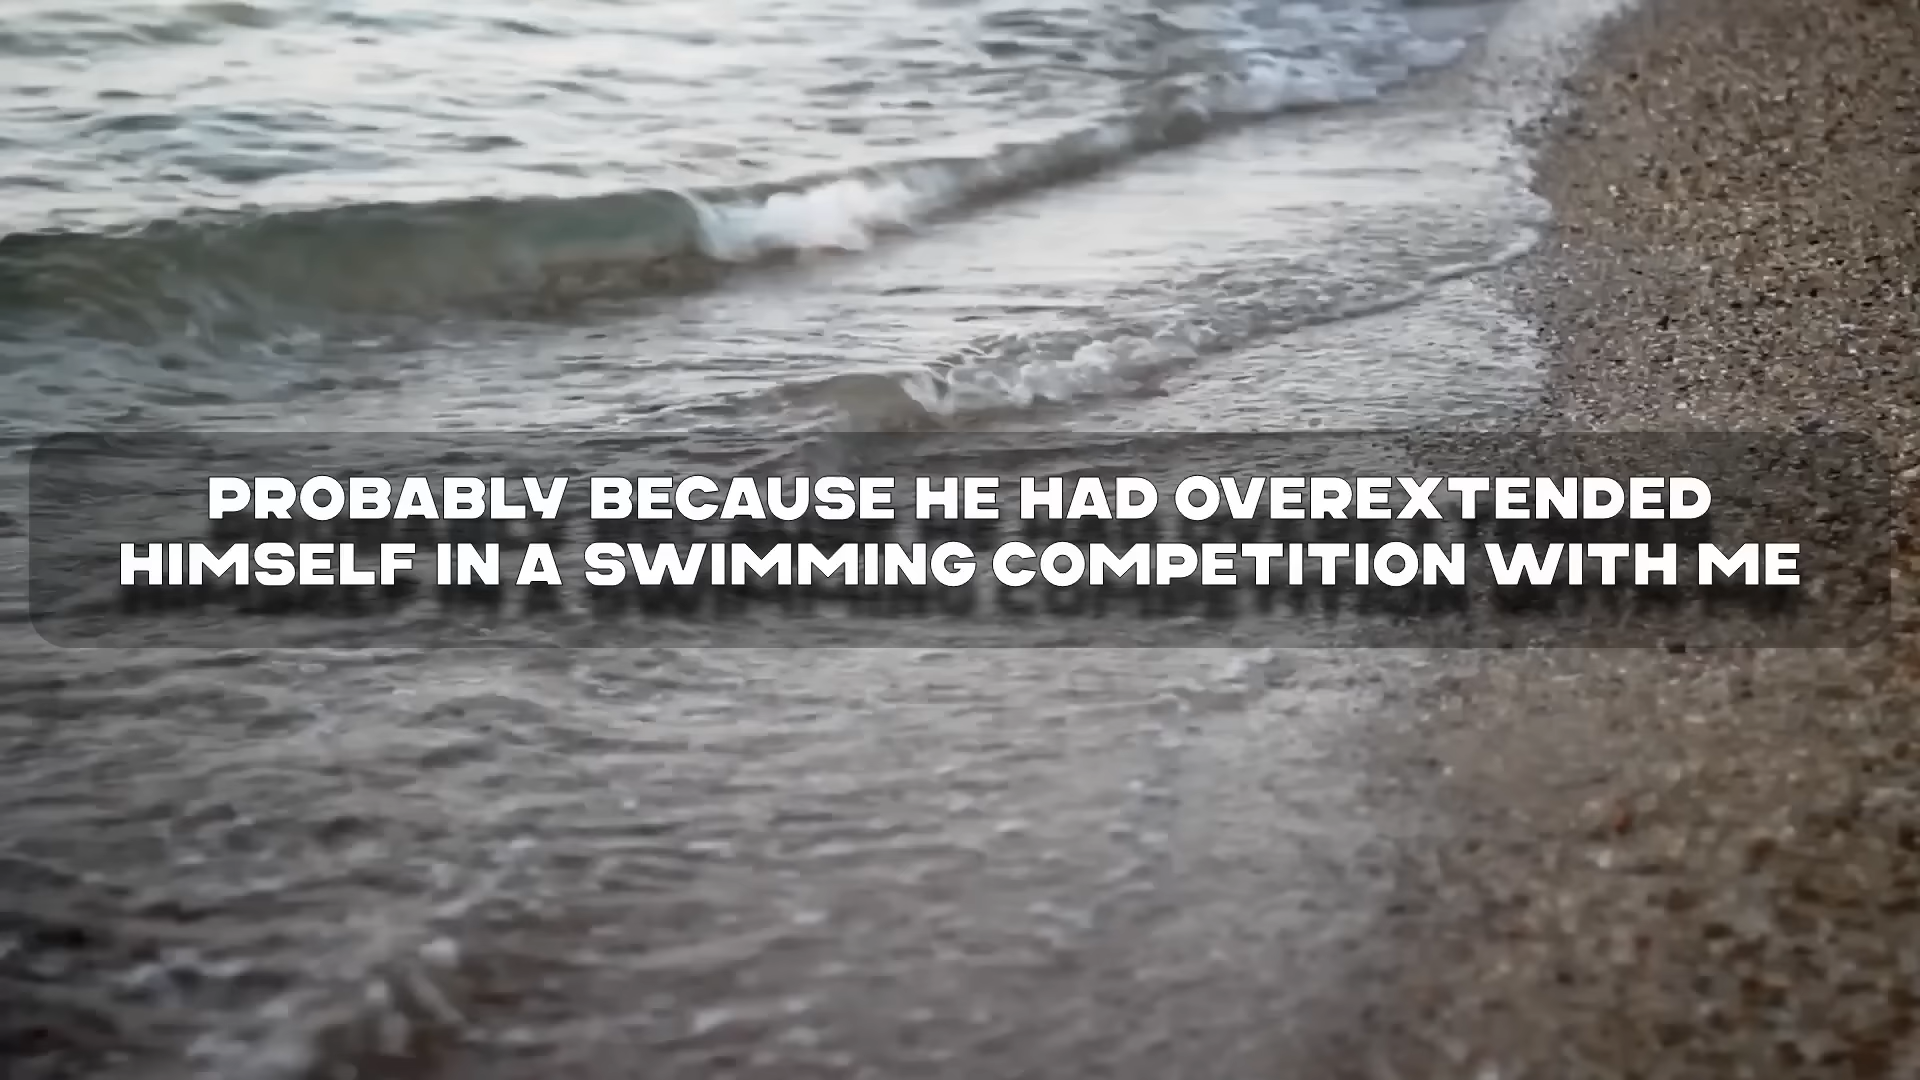 PROBABLY BECAUSE HE HAD OVEREXTENDED
HIMSELF IN A SWIMMING COMPETITION WITH ME